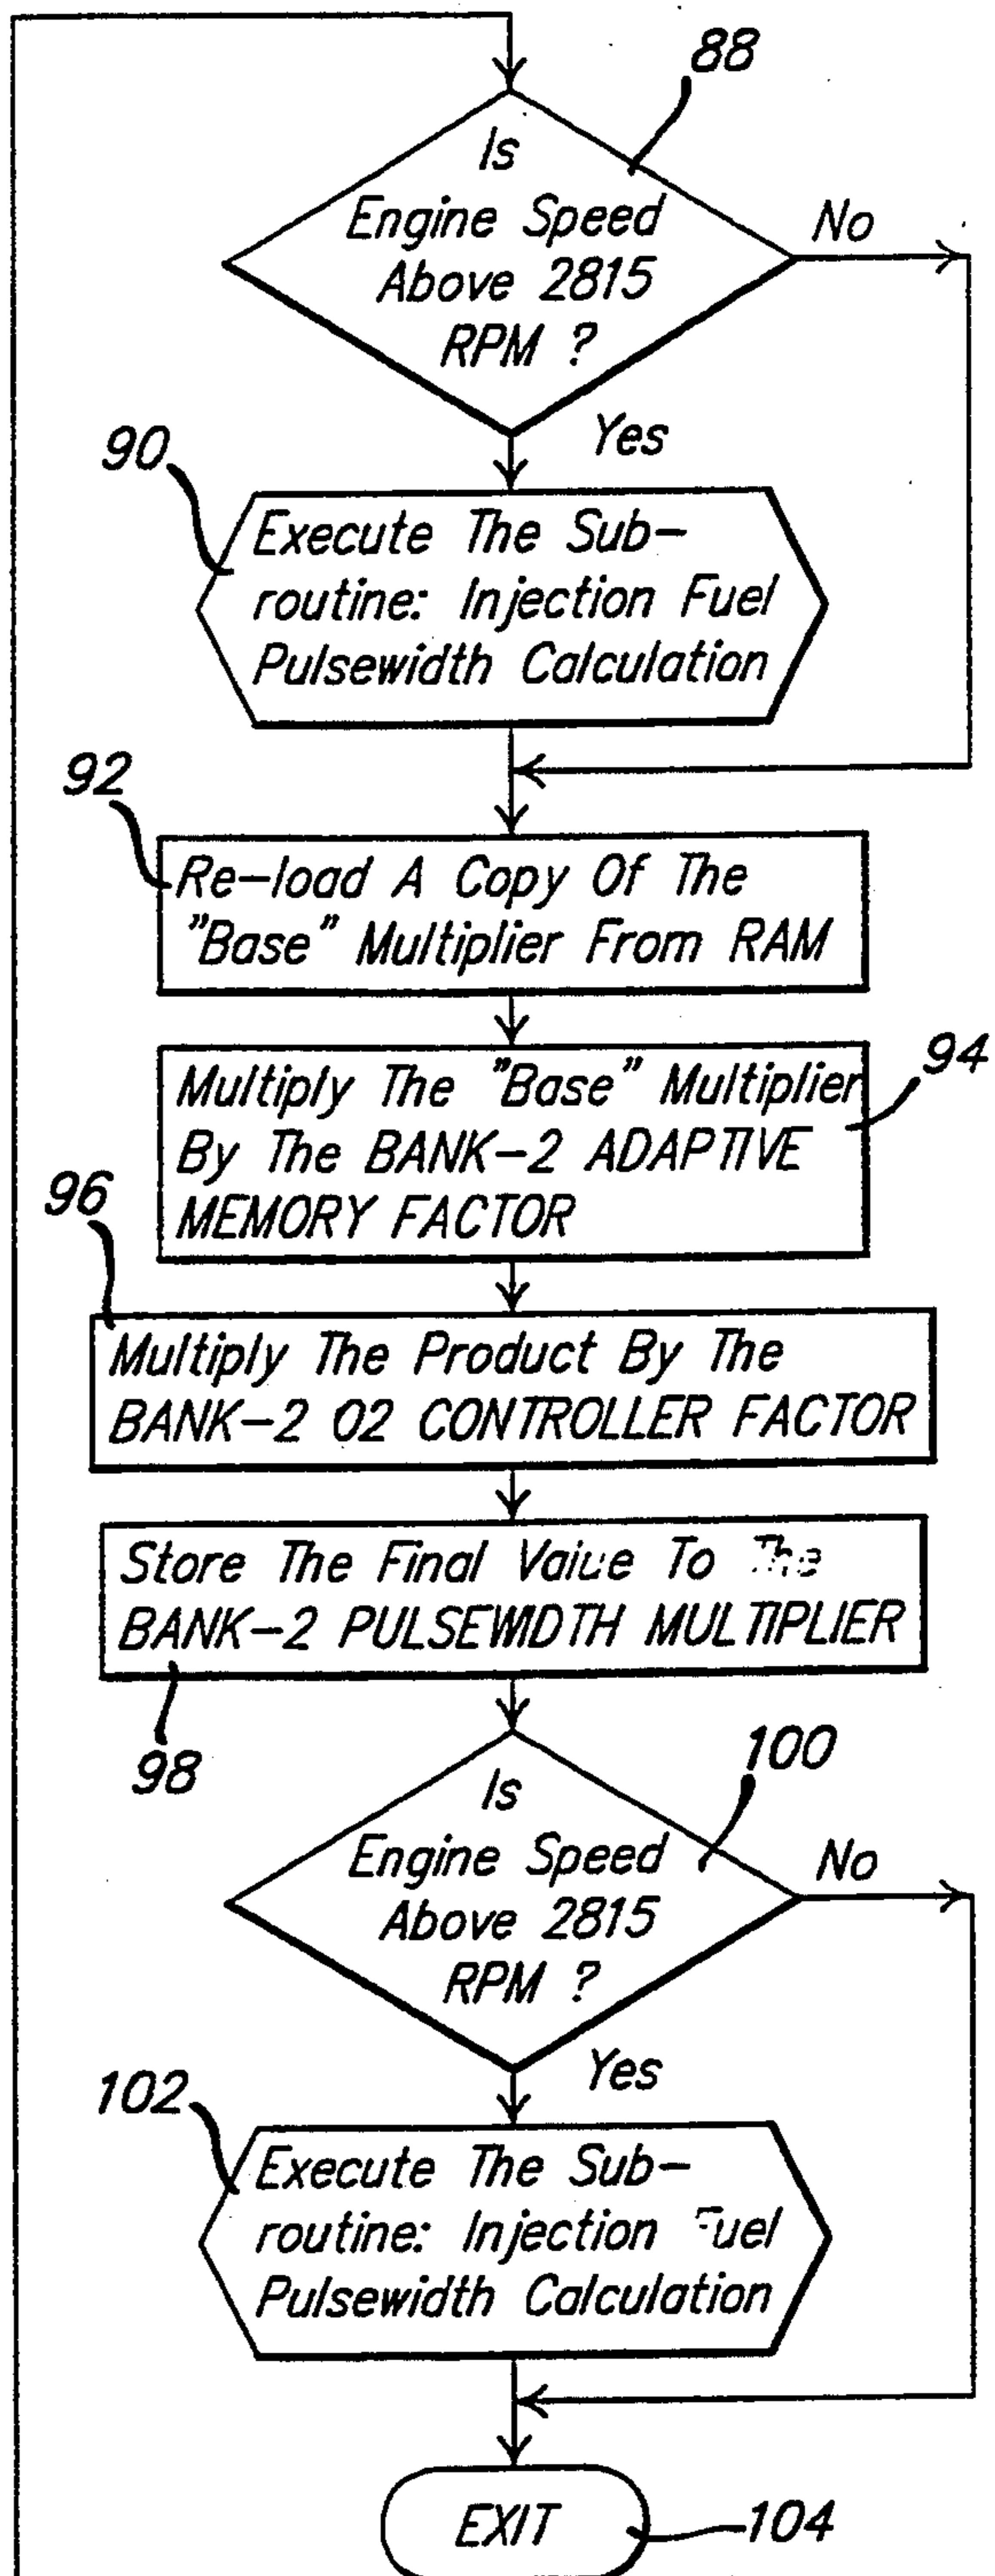 88
Is
Engine Speed
Above 2815
RPM ?
No
Yes
90
Execute The Sub-
routine: Injection Fuel
Pulsewidth Calculation
92
Re-load A Copy Of The
"Base" Multiplier From RAM
94
Multiply The "Base" Multiplier
By The BANK-2 ADAPTIVE
MEMORY FACTOR
96
Multiply The Product By The
BANK-2 O2 CONTROLLER FACTOR
Store The Final Value To The
BANK-2 PULSEWIDTH MULTIPLIER
98
100
Is
Engine Speed
Above 2815
RPM ?
No
Yes
102
Execute The Sub-
routine: Injection Fuel
Pulsewidth Calculation
EXIT
104